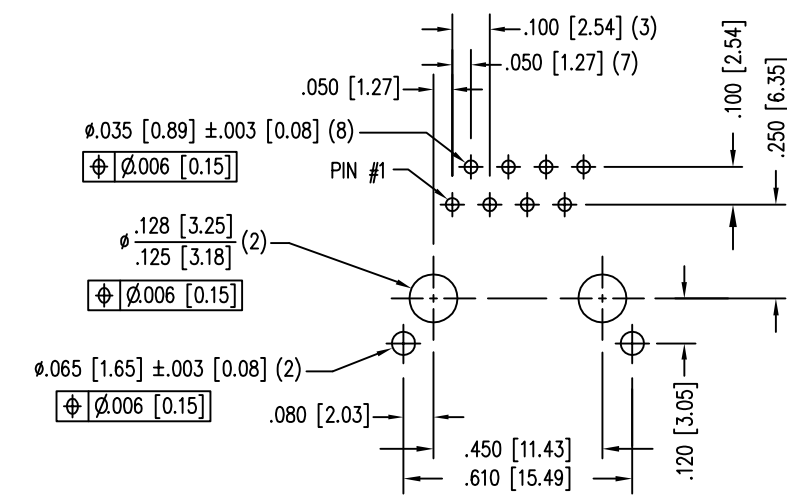 .100 [2.54] (3)
.050 [1.27] (7)
.050 [1.27]
.100 [2.54]
.250 [6.35]
ø.035 [0.89] ±.003 [0.08] (8)
⌖ Ø.006 [0.15]
PIN #1
ø .128 [3.25]
.125 [3.18] (2)
⌖ Ø.006 [0.15]
ø.065 [1.65] ±.003 [0.08] (2)
⌖ Ø.006 [0.15]
.080 [2.03]
.450 [11.43]
.610 [15.49]
.120 [3.05]